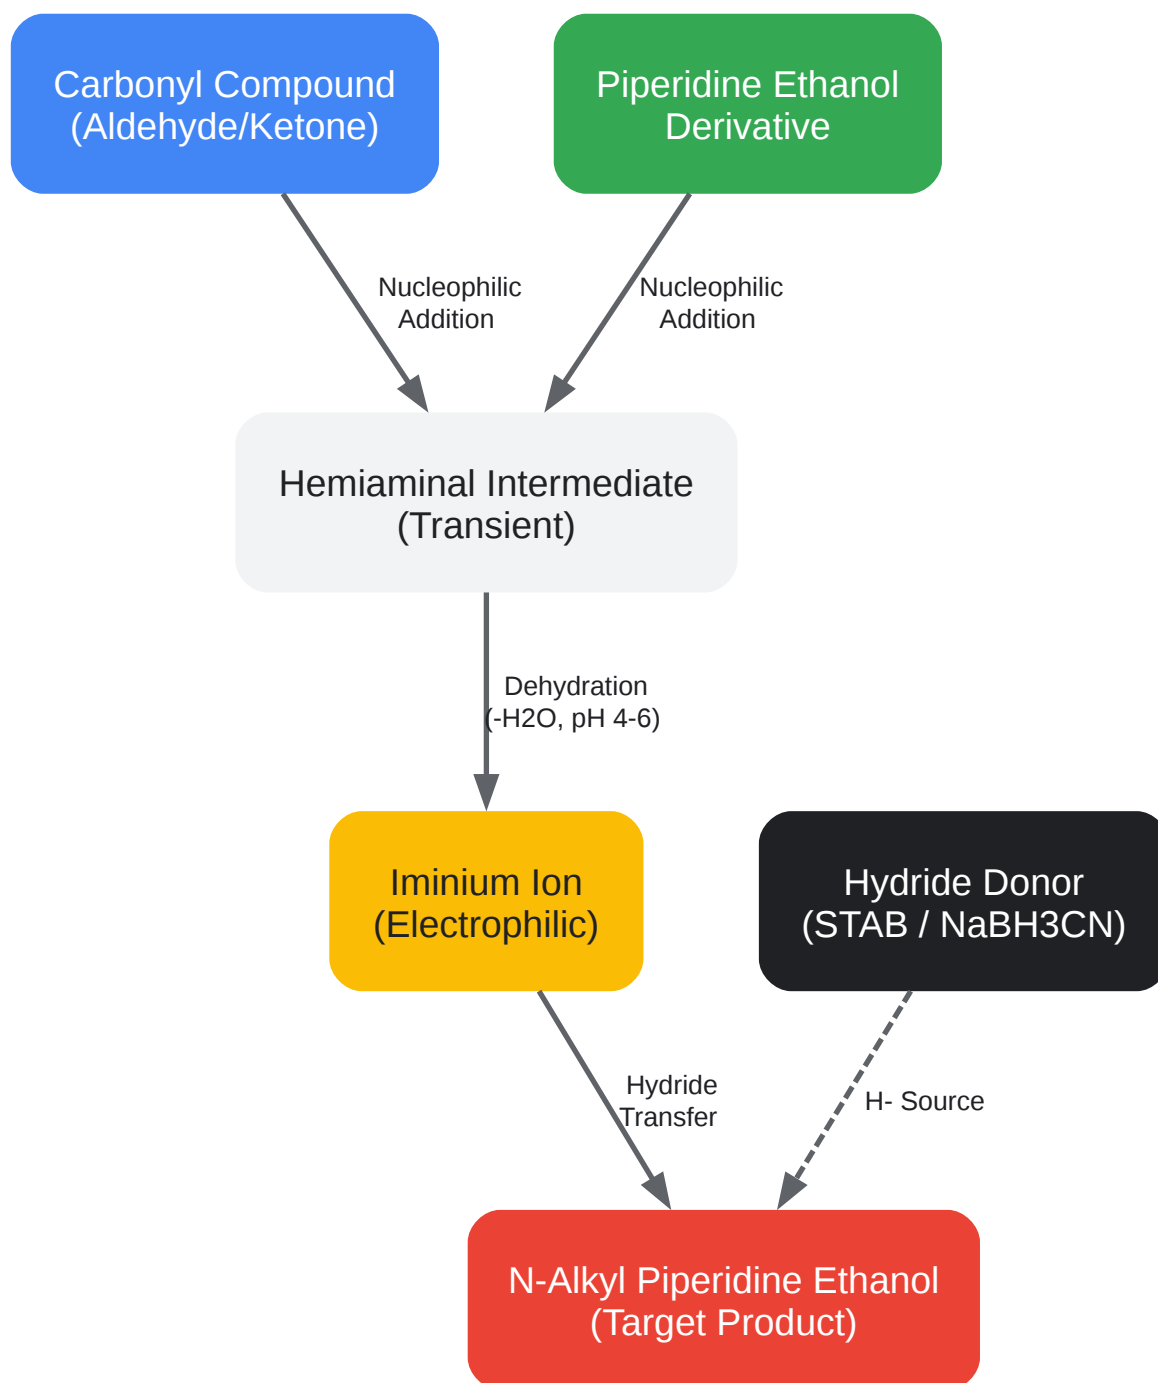 Carbonyl Compound
(Aldehyde/Ketone)
Piperidine Ethanol
Derivative
Nucleophilic
Addition
Nucleophilic
Addition
Hemiaminal Intermediate
(Transient)
Dehydration
(-H2O, pH 4-6)
Iminium Ion
(Electrophilic)
Hydride Donor
(STAB / NaBH3CN)
Hydride
Transfer
H- Source
N-Alkyl Piperidine Ethanol
(Target Product)